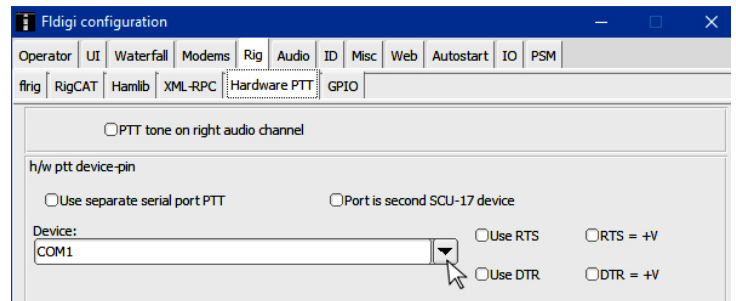 Fldigi configuration
Operator UI Waterfall Modems Rig Audio ID Misc Web Autostart IO PSM
flrig RigCAT Hamlib XML-RPC Hardware PTT GPIO
PTT tone on right audio channel
h/w ptt device-pin
Use separate serial port PTT Port is second SCU-17 device
Device:
Use RTS RTS = +V
COM1
Use DTR DTR = +V